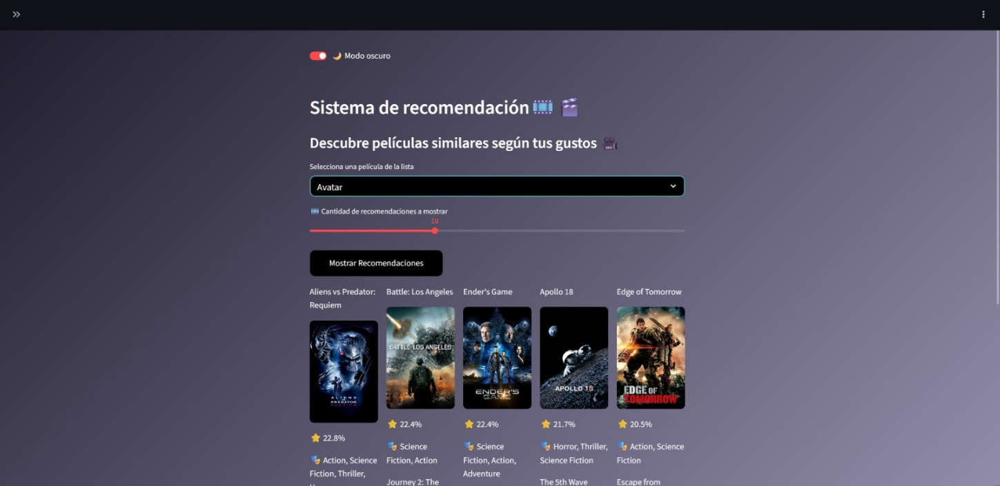 Modo oscuro
Sistema de recomendación
Descubre películas similares según tus gustos
Selecciona una película de la lista
Avatar
Cantidad de recomendaciones a mostrar
10
Mostrar Recomendaciones
Aliens vs Predator:
Requiem
ALIENS
VS
PREDATOR
REQUIEM
22.8%
Action, Science
Fiction, Thriller,
Battle: Los Angeles
BATTLE: LOS ANGELES
22.4%
Science
Fiction, Action
Journey 2: The
Ender's Game
ENDER'S
GAME
22.4%
Science
Fiction, Action,
Adventure
Apollo 18
APOLLO 18
21.7%
Horror, Thriller,
Science Fiction
The 5th Wave
Edge of Tomorrow
EDGE OF
TOMORROW
20.5%
Action, Science
Fiction
Escape from